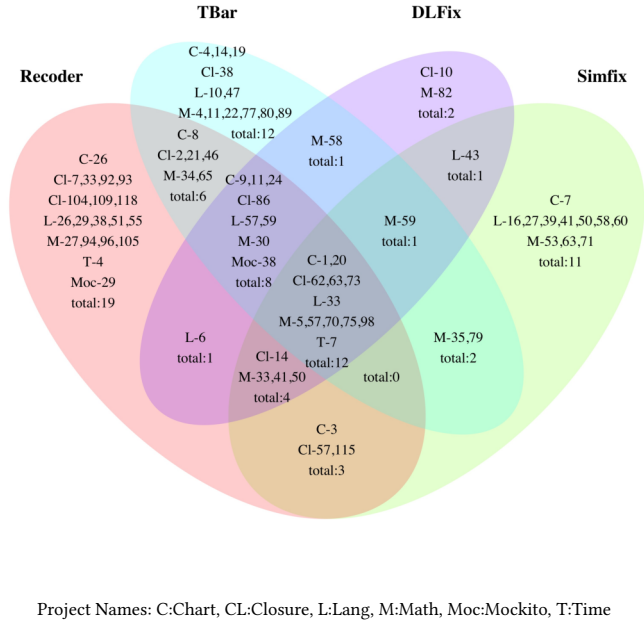 TBar
DLFix
Recoder
Simfix
C-4,14,19
Cl-38
L-10,47
M-4,11,22,77,80,89
total:12
Cl-10
M-82
total:2
C-8
Cl-2,21,46
M-34,65
total:6
M-58
total:1
L-43
total:1
C-26
Cl-7,33,92,93
Cl-104,109,118
L-26,29,38,51,55
M-27,94,96,105
T-4
Moc-29
total:19
C-9,11,24
Cl-86
L-57,59
M-30
Moc-38
total:8
M-59
total:1
C-7
L-16,27,39,41,50,58,60
M-53,63,71
total:11
C-1,20
Cl-62,63,73
L-33
M-5,57,70,75,98
T-7
total:12
L-6
total:1
Cl-14
M-33,41,50
total:4
total:0
M-35,79
total:2
C-3
Cl-57,115
total:3
Project Names: C:Chart, CL:Closure, L:Lang, M:Math, Moc:Mockito, T:Time